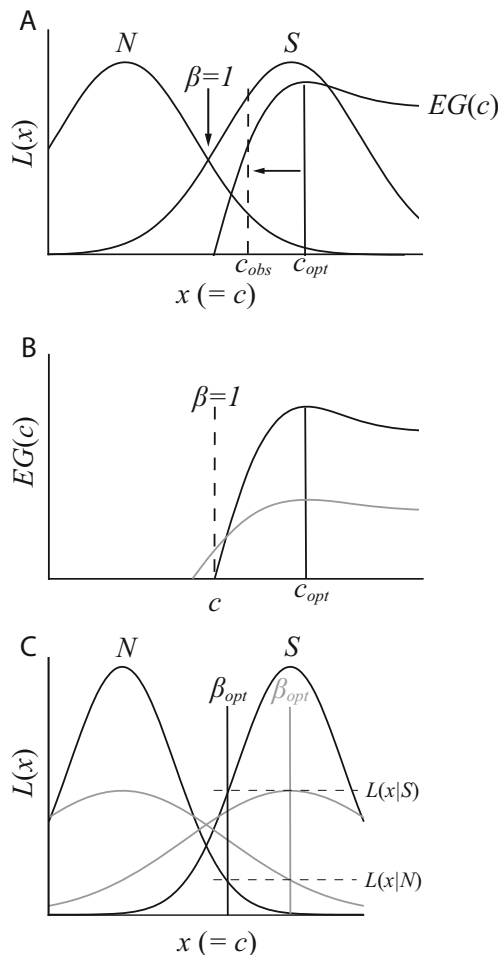 A
N
S
β=1
EG(c)
L(x)
c_obs
c_opt
x (= c)
B
β=1
EG(c)
c
c_opt
C
N
S
β_opt
β_opt
L(x)
L(x|S)
L(x|N)
x (= c)